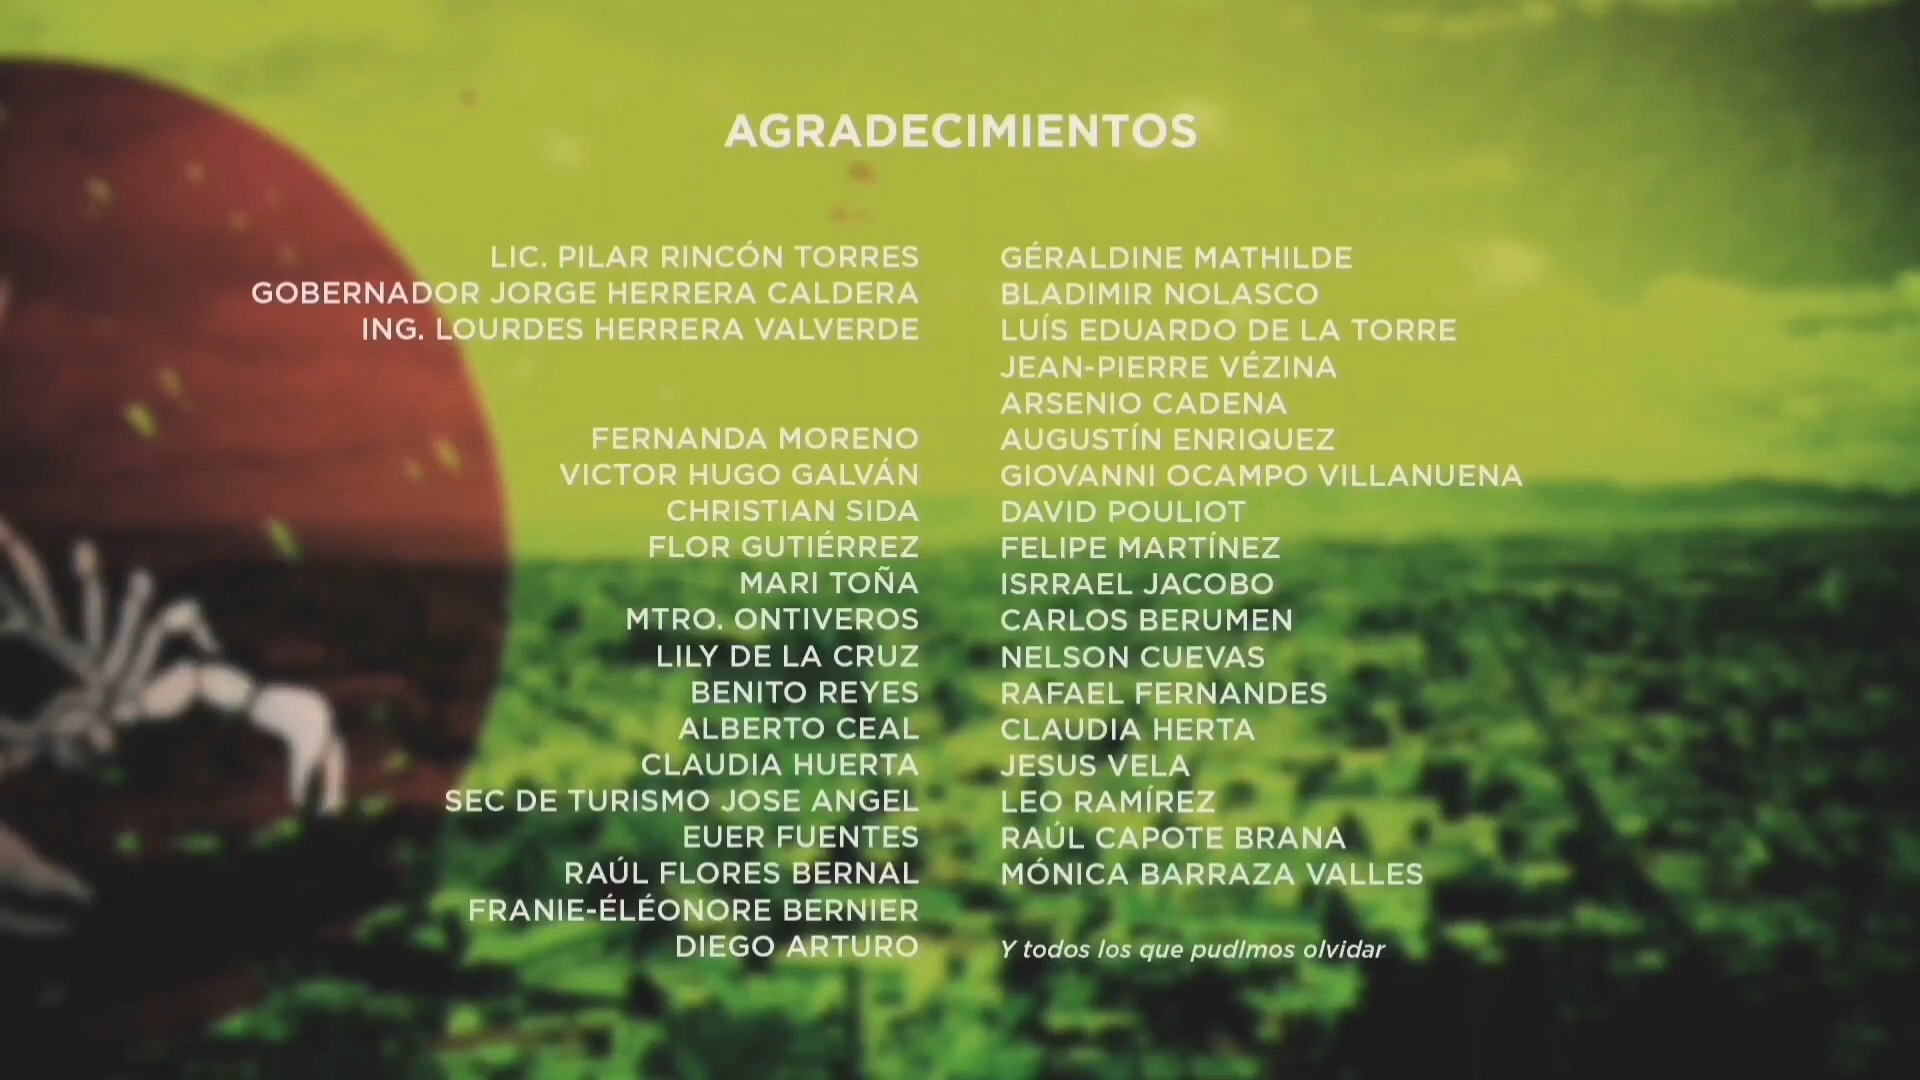 AGRADECIMIENTOS
LIC. PILAR RINCÓN TORRES
GOBERNADOR JORGE HERRERA CALDERA
ING. LOURDES HERRERA VALVERDE
FERNANDA MORENO
VICTOR HUGO GALVÁN
CHRISTIAN SIDA
FLOR GUTIÉRREZ
MARI TOÑA
MTRO. ONTIVEROS
LILY DE LA CRUZ
BENITO REYES
ALBERTO CEAL
CLAUDIA HUERTA
SEC DE TURISMO JOSE ANGEL
EUER FUENTES
RAÚL FLORES BERNAL
FRANIE-ÉLÉONORE BERNIER
DIEGO ARTURO
GÉRALDINE MATHILDE
BLADIMIR NOLASCO
LUÍS EDUARDO DE LA TORRE
JEAN-PIERRE VÉZINA
ARSENIO CADENA
AUGUSTÍN ENRIQUEZ
GIOVANNI OCAMPO VILLANUENA
DAVID POULIOT
FELIPE MARTÍNEZ
ISRRAEL JACOBO
CARLOS BERUMEN
NELSON CUEVAS
RAFAEL FERNANDES
CLAUDIA HERTA
JESUS VELA
LEO RAMÍREZ
RAÚL CAPOTE BRANA
MÓNICA BARRAZA VALLES
Y todos los que pudImos olvidar